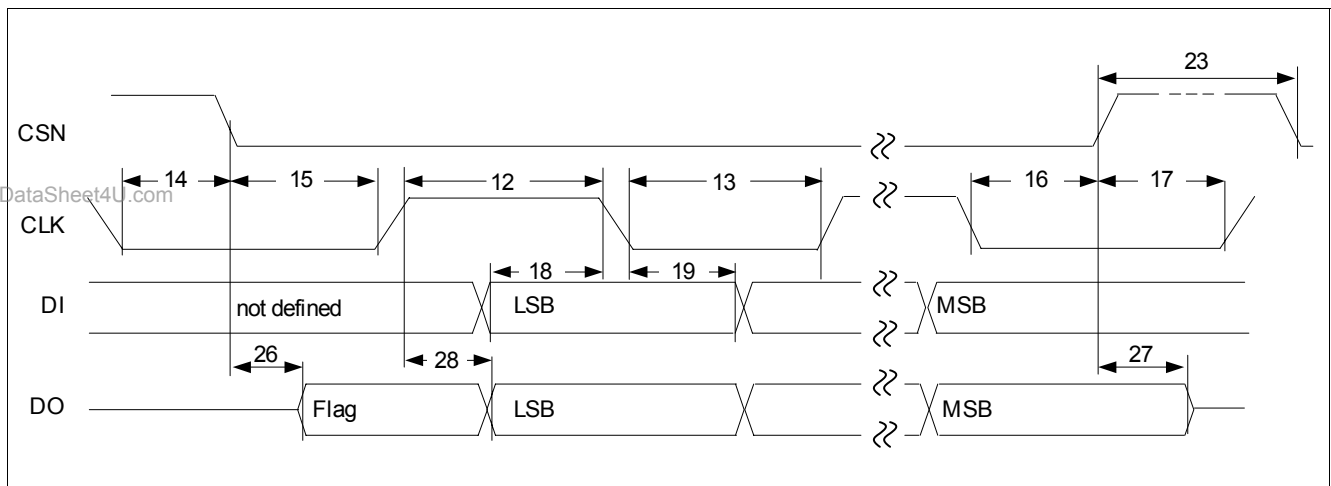 23
CSN
14 15 12 13 16 17
DataSheet4U.com
CLK
18 19
DI not defined LSB MSB
26 28 27
DO Flag LSB MSB